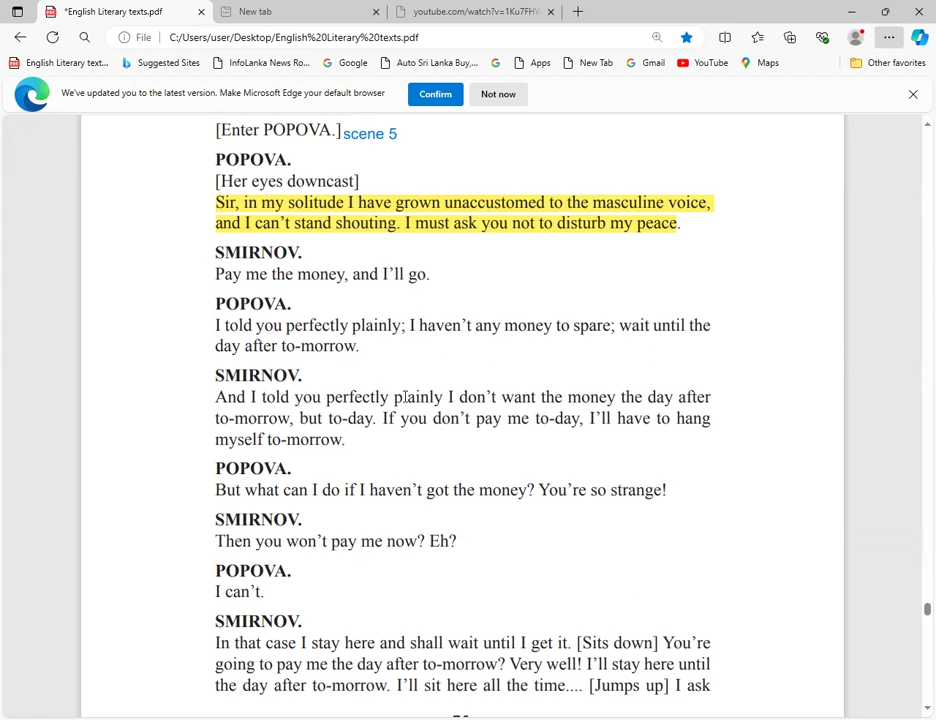 *English Literary texts.pdf
New tab
youtube.com/watch?v=1Ku7FHV
File
C:/Users/user/Desktop/English%20Literary%20texts.pdf
English Literary text...
Suggested Sites
InfoLanka News Ro...
Google
Auto Sri Lanka Buy,...
Apps
New Tab
Gmail
YouTube
Maps
Other favorites
We've updated you to the latest version. Make Microsoft Edge your default browser
Confirm
Not now
[Enter POPOVA.] scene 5
POPOVA.
[Her eyes downcast]
Sir, in my solitude I have grown unaccustomed to the masculine voice,
and I can't stand shouting. I must ask you not to disturb my peace.
SMIRNOV.
Pay me the money, and I'll go.
POPOVA.
I told you perfectly plainly; I haven't any money to spare; wait until the
day after to-morrow.
SMIRNOV.
And I told you perfectly plainly I don't want the money the day after
to-morrow, but to-day. If you don't pay me to-day, I'll have to hang
myself to-morrow.
POPOVA.
But what can I do if I haven't got the money? You're so strange!
SMIRNOV.
Then you won't pay me now? Eh?
POPOVA.
I can't.
SMIRNOV.
In that case I stay here and shall wait until I get it. [Sits down] You're
going to pay me the day after to-morrow? Very well! I'll stay here until
the day after to-morrow. I'll sit here all the time.... [Jumps up] I ask